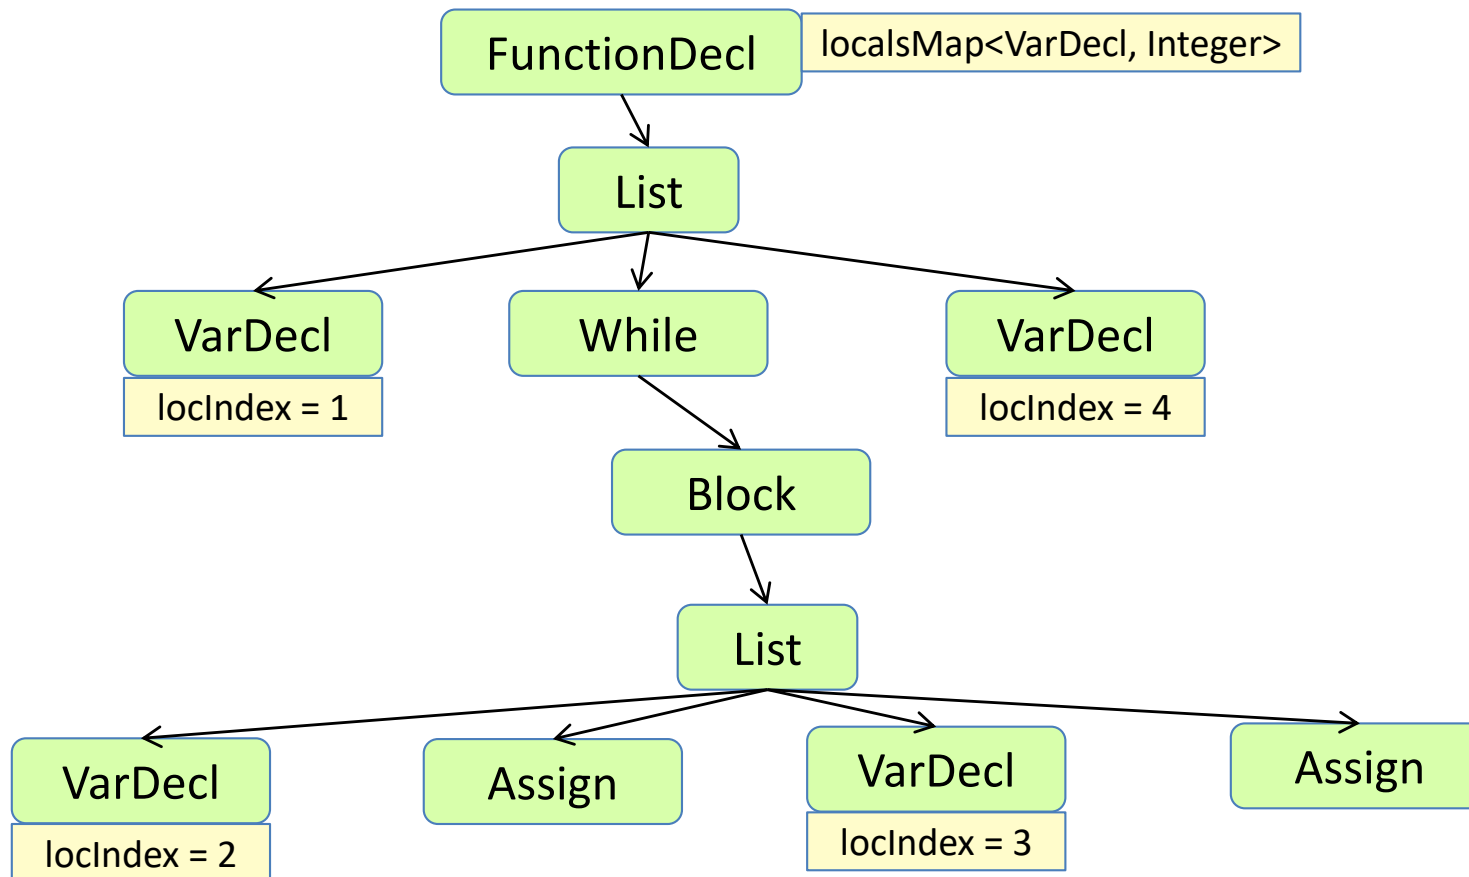 FunctionDecl
localsMap<VarDecl, Integer>
List
VarDecl
While
VarDecl
locIndex = 1
locIndex = 4
Block
List
VarDecl
Assign
VarDecl
Assign
locIndex = 2
locIndex = 3